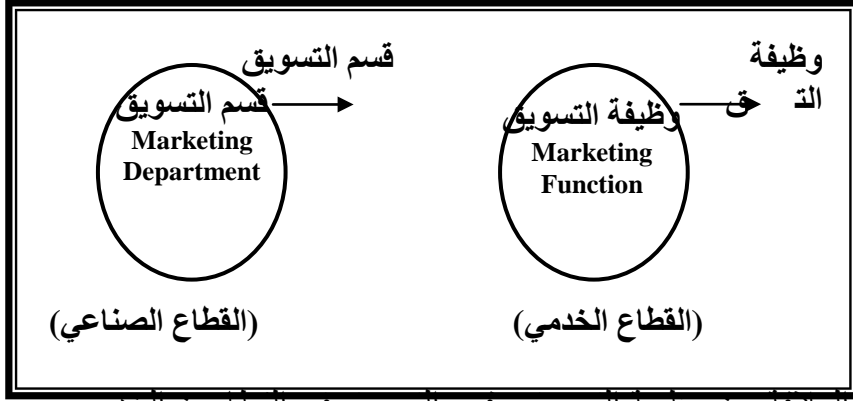 وظيفة
قسم التسويق
وظيفة التسويق
Marketing
Function
قسم التسويق
Marketing
Department
(القطاع الخدمي)
(القطاع الصناعي)